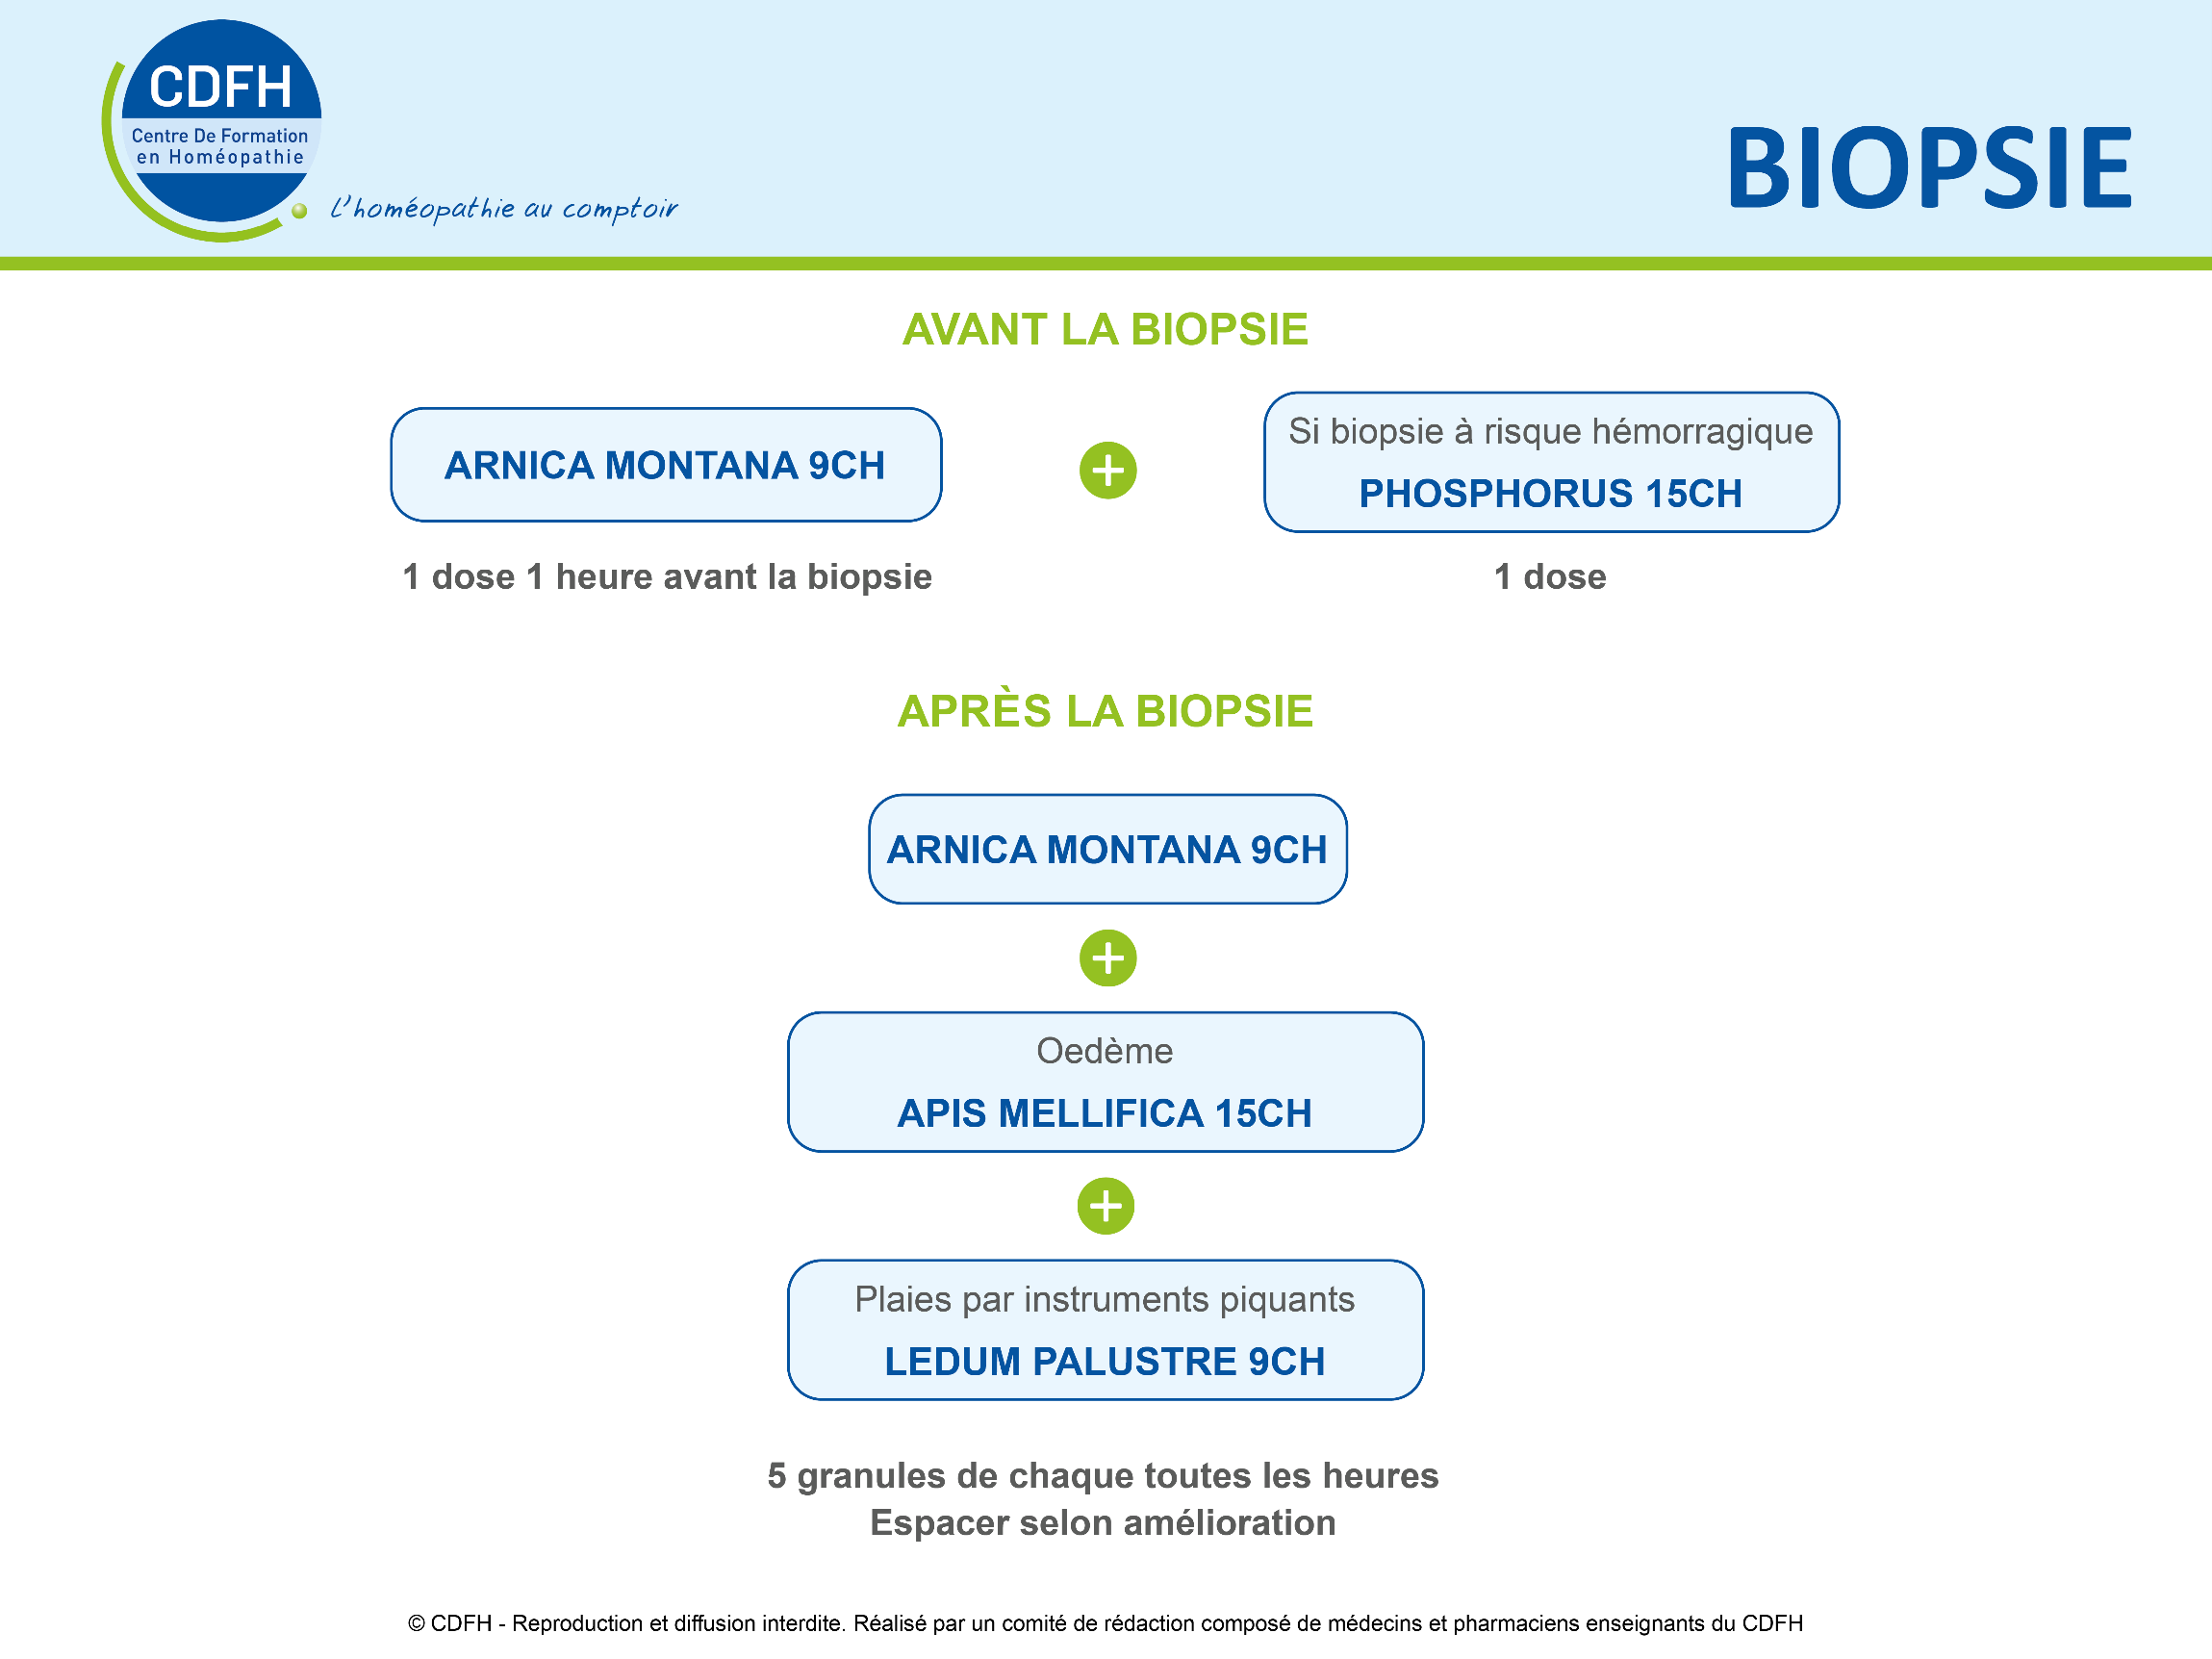 CDFH
Centre De Formation
en Homéopathie
L'homéopathie au comptoir
BIOPSIE
AVANT LA BIOPSIE
ARNICA MONTANA 9CH
1 dose 1 heure avant la biopsie
Si biopsie à risque hémorragique
PHOSPHORUS 15CH
1 dose
APRÈS LA BIOPSIE
ARNICA MONTANA 9CH
Oedème
APIS MELLIFICA 15CH
Plaies par instruments piquants
LEDUM PALUSTRE 9CH
5 granules de chaque toutes les heures
Espacer selon amélioration
© CDFH - Reproduction et diffusion interdite. Réalisé par un comité de rédaction composé de médecins et pharmaciens enseignants du CDFH